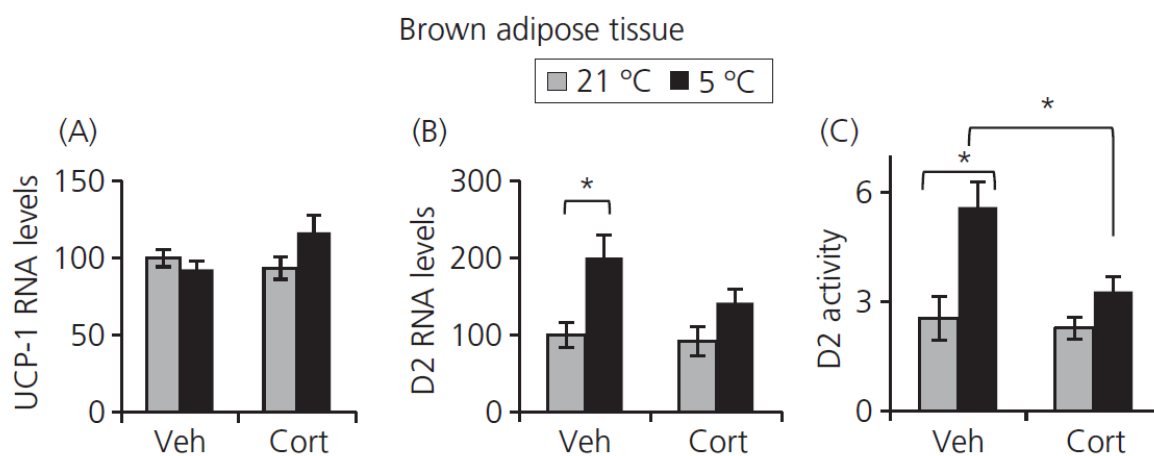 Brown adipose tissue
21 °C 5 °C
(A)
UCP-1 RNA levels
150
100
50
0
Veh Cort
(B)
D2 RNA levels
300
200
100
0
*
Veh Cort
(C)
D2 activity
6
3
0
*
*
Veh Cort